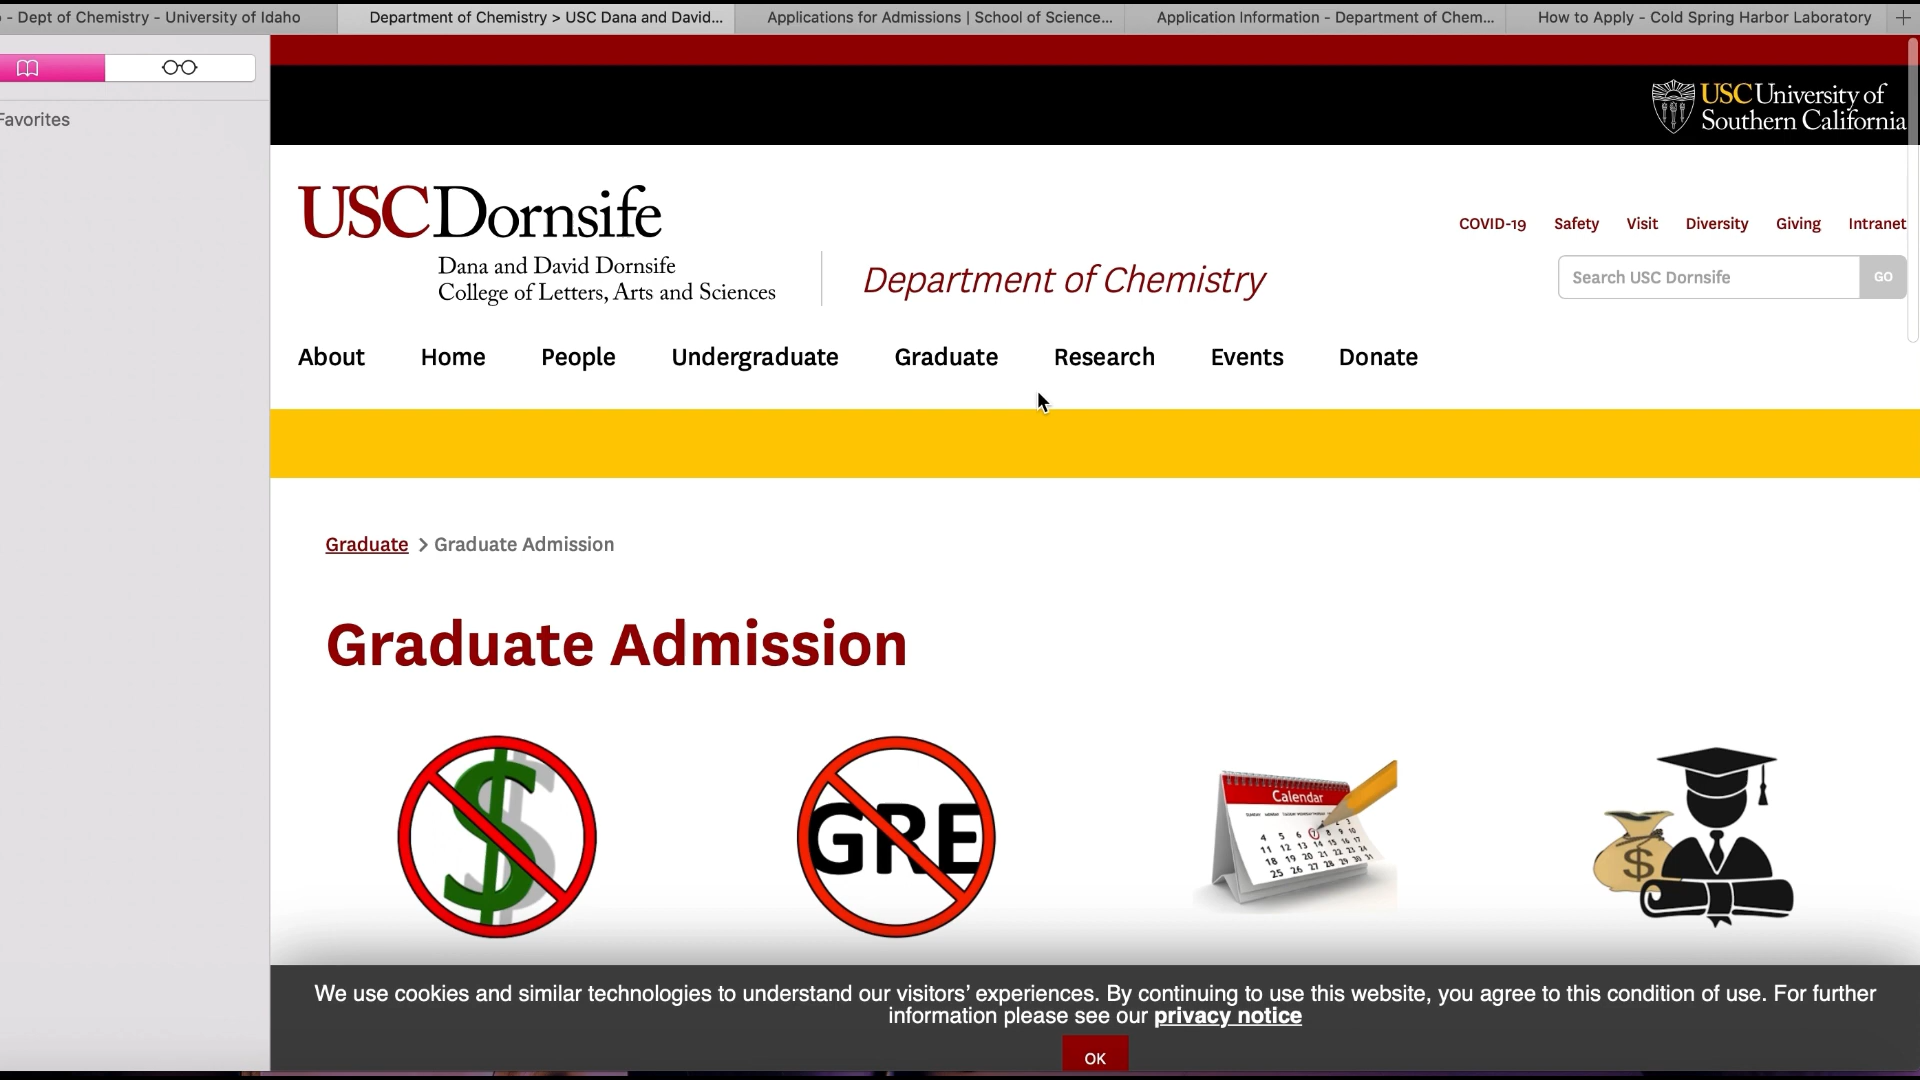 - Dept of Chemistry - University of Idaho
Department of Chemistry > USC Dana and David...
Applications for Admissions | School of Science...
Application Information - Department of Chem...
How to Apply - Cold Spring Harbor Laboratory
Favorites
USC University of
Southern California
USC Dornsife
Dana and David Dornsife
College of Letters, Arts and Sciences
Department of Chemistry
COVID-19 Safety Visit Diversity Giving Intranet
Search USC Dornsife GO
About Home People Undergraduate Graduate Research Events Donate
Graduate > Graduate Admission
Graduate Admission
$
GRE
Calendar
$
We use cookies and similar technologies to understand our visitors' experiences. By continuing to use this website, you agree to this condition of use. For further
information please see our privacy notice
OK